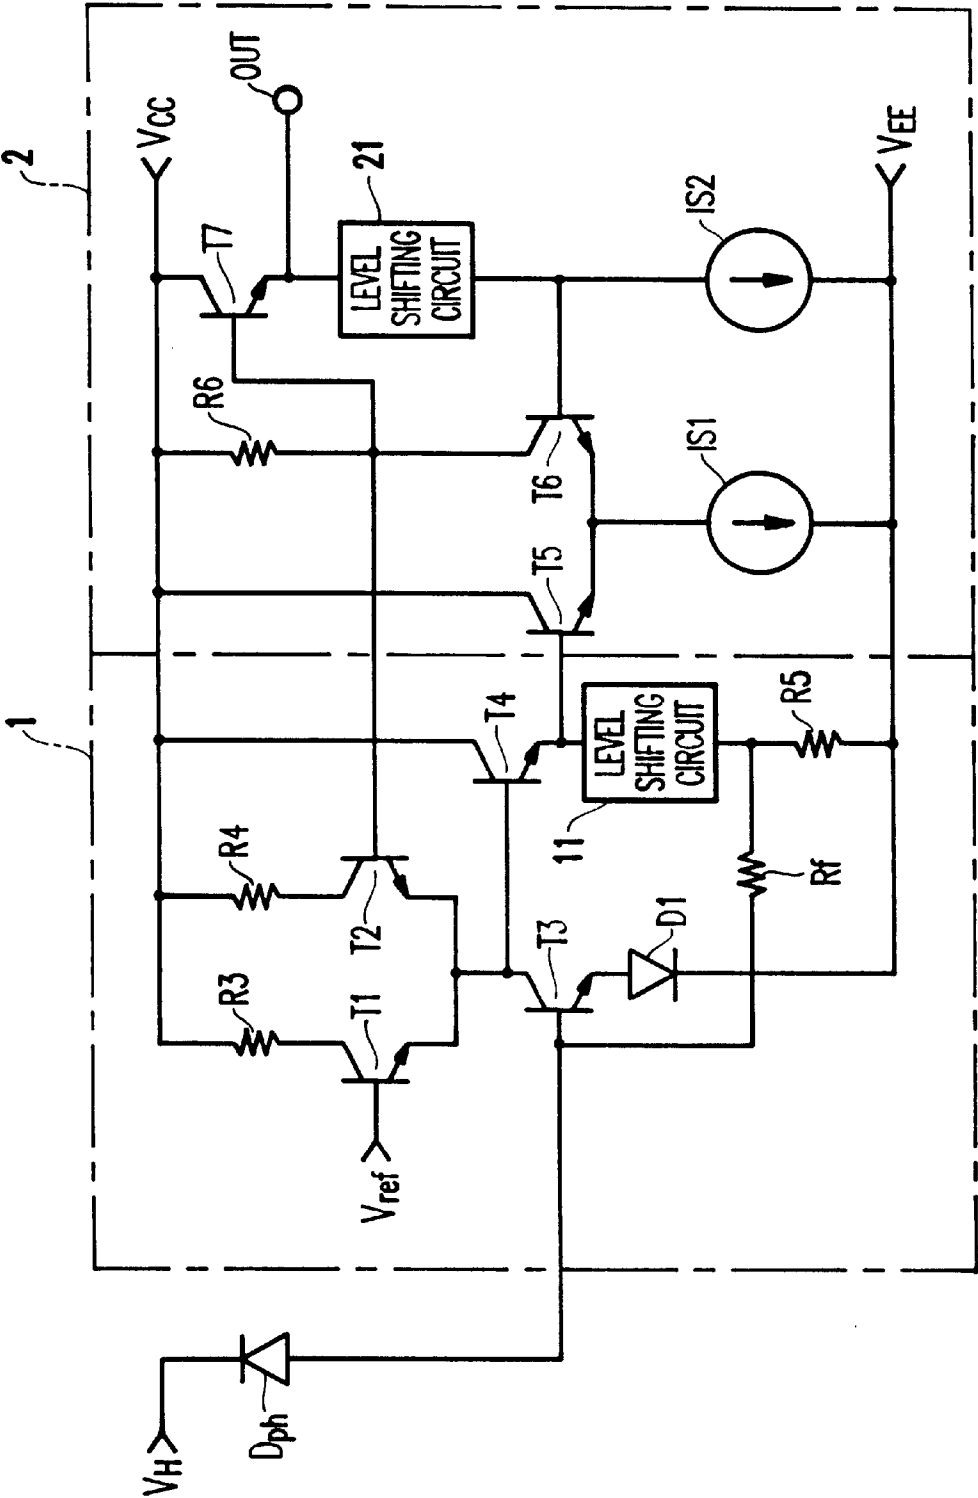 1
2
VH
Dph
Vref
T1
R3
T2
R4
T3
D1
Rf
11
LEVEL
SHIFTING
CIRCUIT
T4
R5
T5
T6
R6
T7
IS1
IS2
LEVEL
SHIFTING
CIRCUIT
21
OUT
VCC
VEE